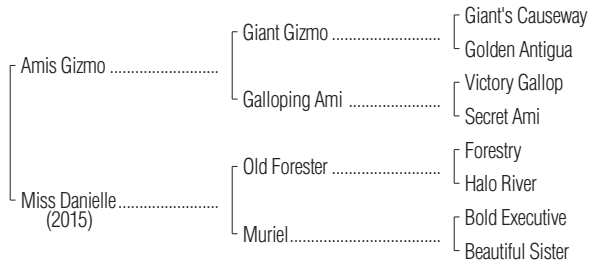 Giant's Causeway
Giant Gizmo ......................
Golden Antigua
Amis Gizmo ......................
Victory Gallop
Galloping Ami ...................
Secret Ami
Forestry
Old Forester ......................
Halo River
Miss Danielle....................
(2015)
Bold Executive
Muriel..............................
Beautiful Sister